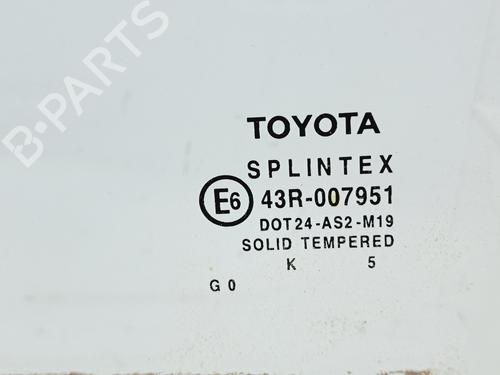 B-PARTS
TOYOTA
SPLINTEX
E6 43R-007951
DOT24-AS2-M19
SOLID TEMPERED
K 5
G 0